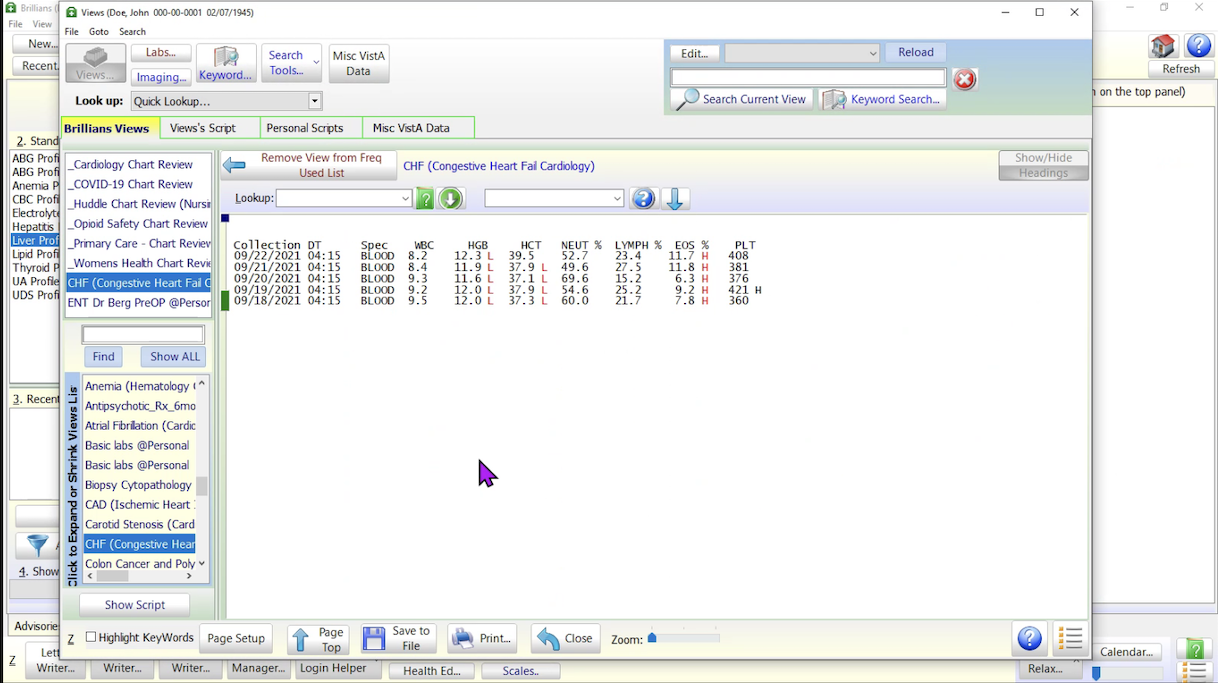 Brillians (
Views (Doe, John 000-00-0001 02/07/1945)
File View
File Goto Search
New...
Recent
Views...
Labs...
Imaging...
Keyword...
Search
Tools...
Misc VistA
Data
Edit...
Reload
Refresh
Look up: Quick Lookup...
Search Current View
Keyword Search...
n on the top panel)
Brillians Views
Views's Script
Personal Scripts
Misc VistA Data
2. Stand
ABG Profi
ABG Profi
Anemia P
CBC Profi
Electrolyte
Hepatitis
Liver Prof
Lipid Profi
Thyroid P
UA Profile
UDS Profi
3. Recent
4. Show
_Cardiology Chart Review
_COVID-19 Chart Review
_Huddle Chart Review (Nursin
_Opioid Safety Chart Review
_Primary Care - Chart Review
_Womens Health Chart Revie
CHF (Congestive Heart Fail C
ENT Dr Berg PreOP @Person
Find
Show ALL
Click to Expand or Shrink Views Lis
Anemia (Hematology (
Antipsychotic_Rx_6mo
Atrial Fibrillation (Cardic
Basic labs @Personal
Basic labs @Personal
Biopsy Cytopathology
CAD (Ischemic Heart
Carotid Stenosis (Card
CHF (Congestive Hear
Colon Cancer and Poly
Show Script
Remove View from Freq
Used List
CHF (Congestive Heart Fail Cardiology)
Show/Hide
Headings
Lookup:
Collection DT Spec WBC HGB HCT NEUT % LYMPH % EOS % PLT
09/22/2021 04:15 BLOOD 8.2 12.3 L 39.5 52.7 23.4 11.7 H 408
09/21/2021 04:15 BLOOD 8.4 11.9 L 37.9 L 49.6 27.5 11.8 H 381
09/20/2021 04:15 BLOOD 9.3 11.6 L 37.1 L 69.6 15.2 6.3 H 376
09/19/2021 04:15 BLOOD 9.2 12.0 L 37.9 L 54.6 25.2 9.2 H 421 H
09/18/2021 04:15 BLOOD 9.5 12.0 L 37.3 L 60.0 21.7 7.8 H 360
Advisone
Z Highlight KeyWords
Page Setup
Page
Top
Save to
File
Print...
Close
Zoom:
Z
Lett
Writer...
Writer...
Writer...
Manager...
Login Helper
Health Ed...
Scales..
Relax...
Calendar...